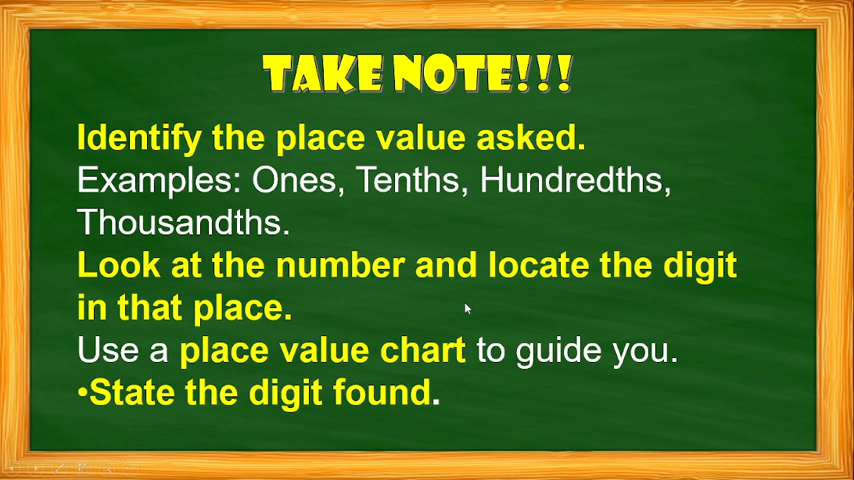 TAKE NOTE!!!
Identify the place value asked.
Examples: Ones, Tenths, Hundredths,
Thousandths.
Look at the number and locate the digit
in that place.
Use a place value chart to guide you.
•State the digit found.